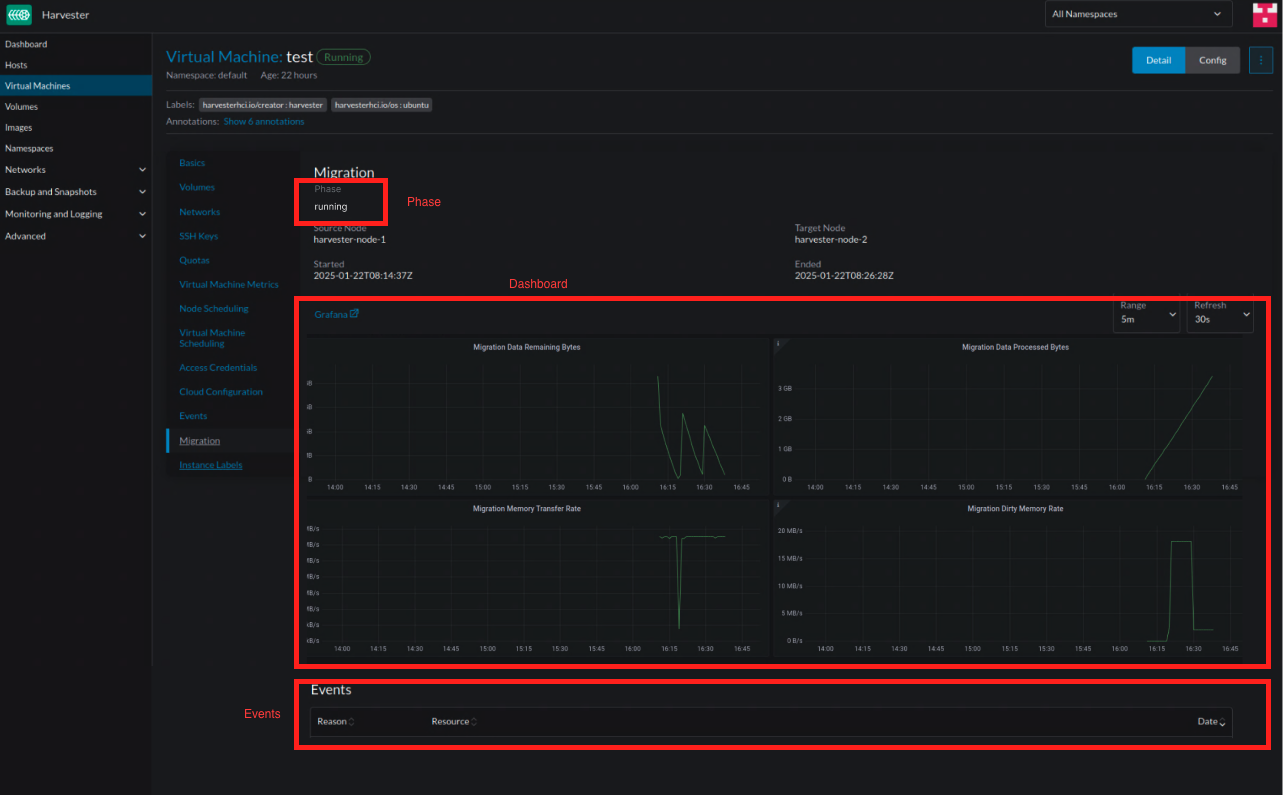 Harvester
All Namespaces
Dashboard
Hosts
Virtual Machines
Volumes
Images
Namespaces
Networks
Backup and Snapshots
Monitoring and Logging
Advanced
Virtual Machine: test Running
Namespace: default Age: 22 hours
Detail Config
Labels: harvesterhci.io/creator : harvester harvesterhci.io/os : ubuntu
Annotations: Show 6 annotations
Basics
Volumes
Networks
SSH Keys
Quotas
Virtual Machine Metrics
Node Scheduling
Virtual Machine
Scheduling
Access Credentials
Cloud Configuration
Events
Migration
Instance Labels
Migration
Phase
running
Phase
Source Node
harvester-node-1
Target Node
harvester-node-2
Started
2025-01-22T08:14:37Z
Ended
2025-01-22T08:26:28Z
Dashboard
Grafana
Range
5m
Refresh
30s
Migration Data Remaining Bytes
B
14:00 14:15 14:30 14:45 15:00 15:15 15:30 15:45 16:00 16:15 16:30 16:45
Migration Data Processed Bytes
3 GB
2 GB
1 GB
0 B
14:00 14:15 14:30 14:45 15:00 15:15 15:30 15:45 16:00 16:15 16:30 16:45
Migration Memory Transfer Rate
14:00 14:15 14:30 14:45 15:00 15:15 15:30 15:45 16:00 16:15 16:30 16:45
Migration Dirty Memory Rate
20 MB/s
15 MB/s
10 MB/s
5 MB/s
0 B/s
14:00 14:15 14:30 14:45 15:00 15:15 15:30 15:45 16:00 16:15 16:30 16:45
Events
Events
Reason Resource Date